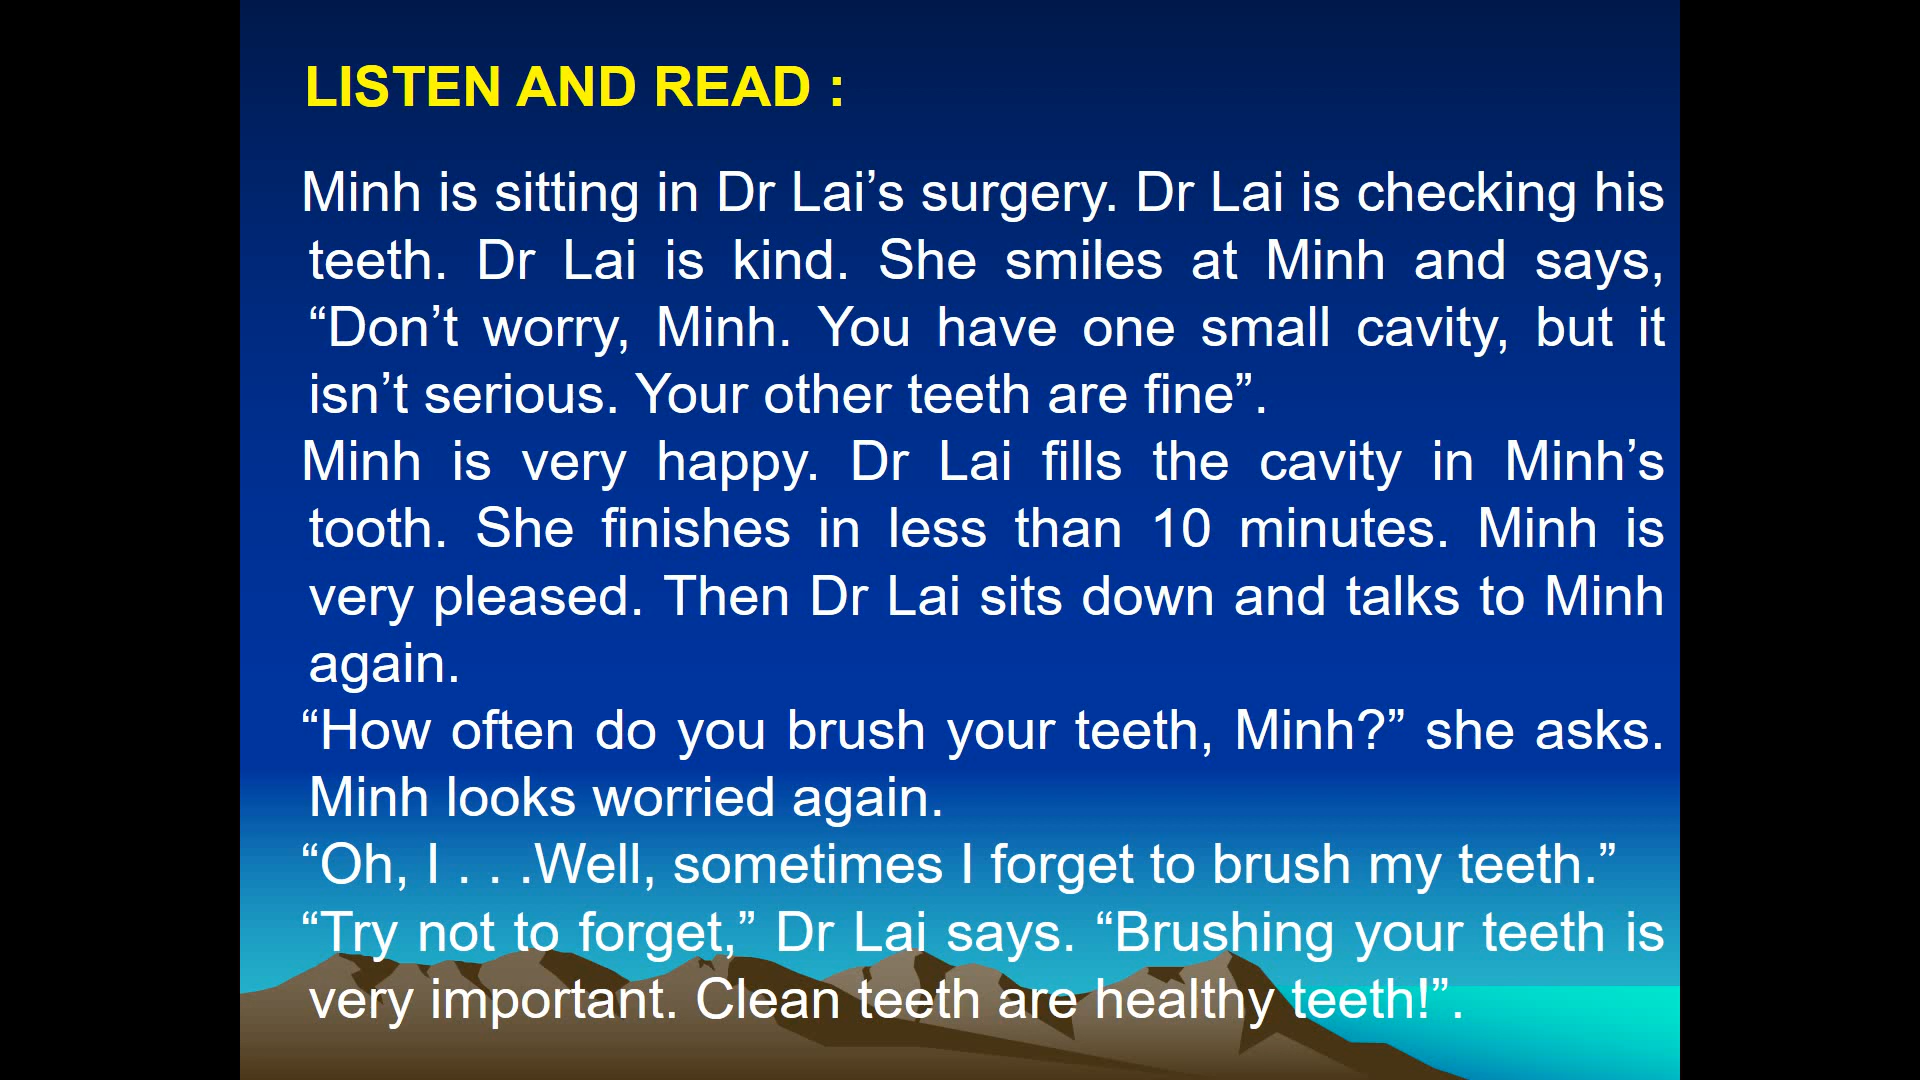 LISTEN AND READ :
Minh is sitting in Dr Lai’s surgery. Dr Lai is checking his
teeth. Dr Lai is kind. She smiles at Minh and says,
“Don’t worry, Minh. You have one small cavity, but it
isn’t serious. Your other teeth are fine”.
Minh is very happy. Dr Lai fills the cavity in Minh’s
tooth. She finishes in less than 10 minutes. Minh is
very pleased. Then Dr Lai sits down and talks to Minh
again.
“How often do you brush your teeth, Minh?” she asks.
Minh looks worried again.
“Oh, I . . .Well, sometimes I forget to brush my teeth.”
“Try not to forget,” Dr Lai says. “Brushing your teeth is
very important. Clean teeth are healthy teeth!”.